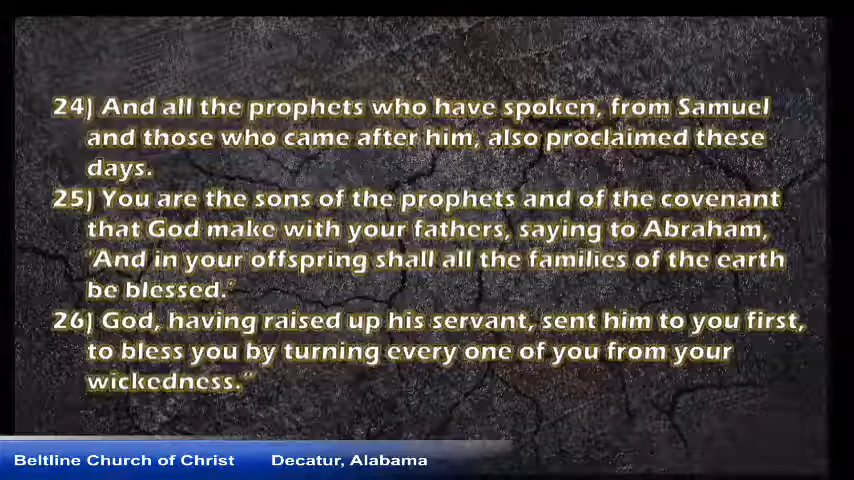 24) And all the prophets who have spoken, from Samuel
and those who came after him, also proclaimed these
days.
25) You are the sons of the prophets and of the covenant
that God make with your fathers, saying to Abraham,
'And in your offspring shall all the families of the earth
be blessed.'
26) God, having raised up his servant, sent him to you first,
to bless you by turning every one of you from your
wickedness."
Beltline Church of Christ Decatur, Alabama